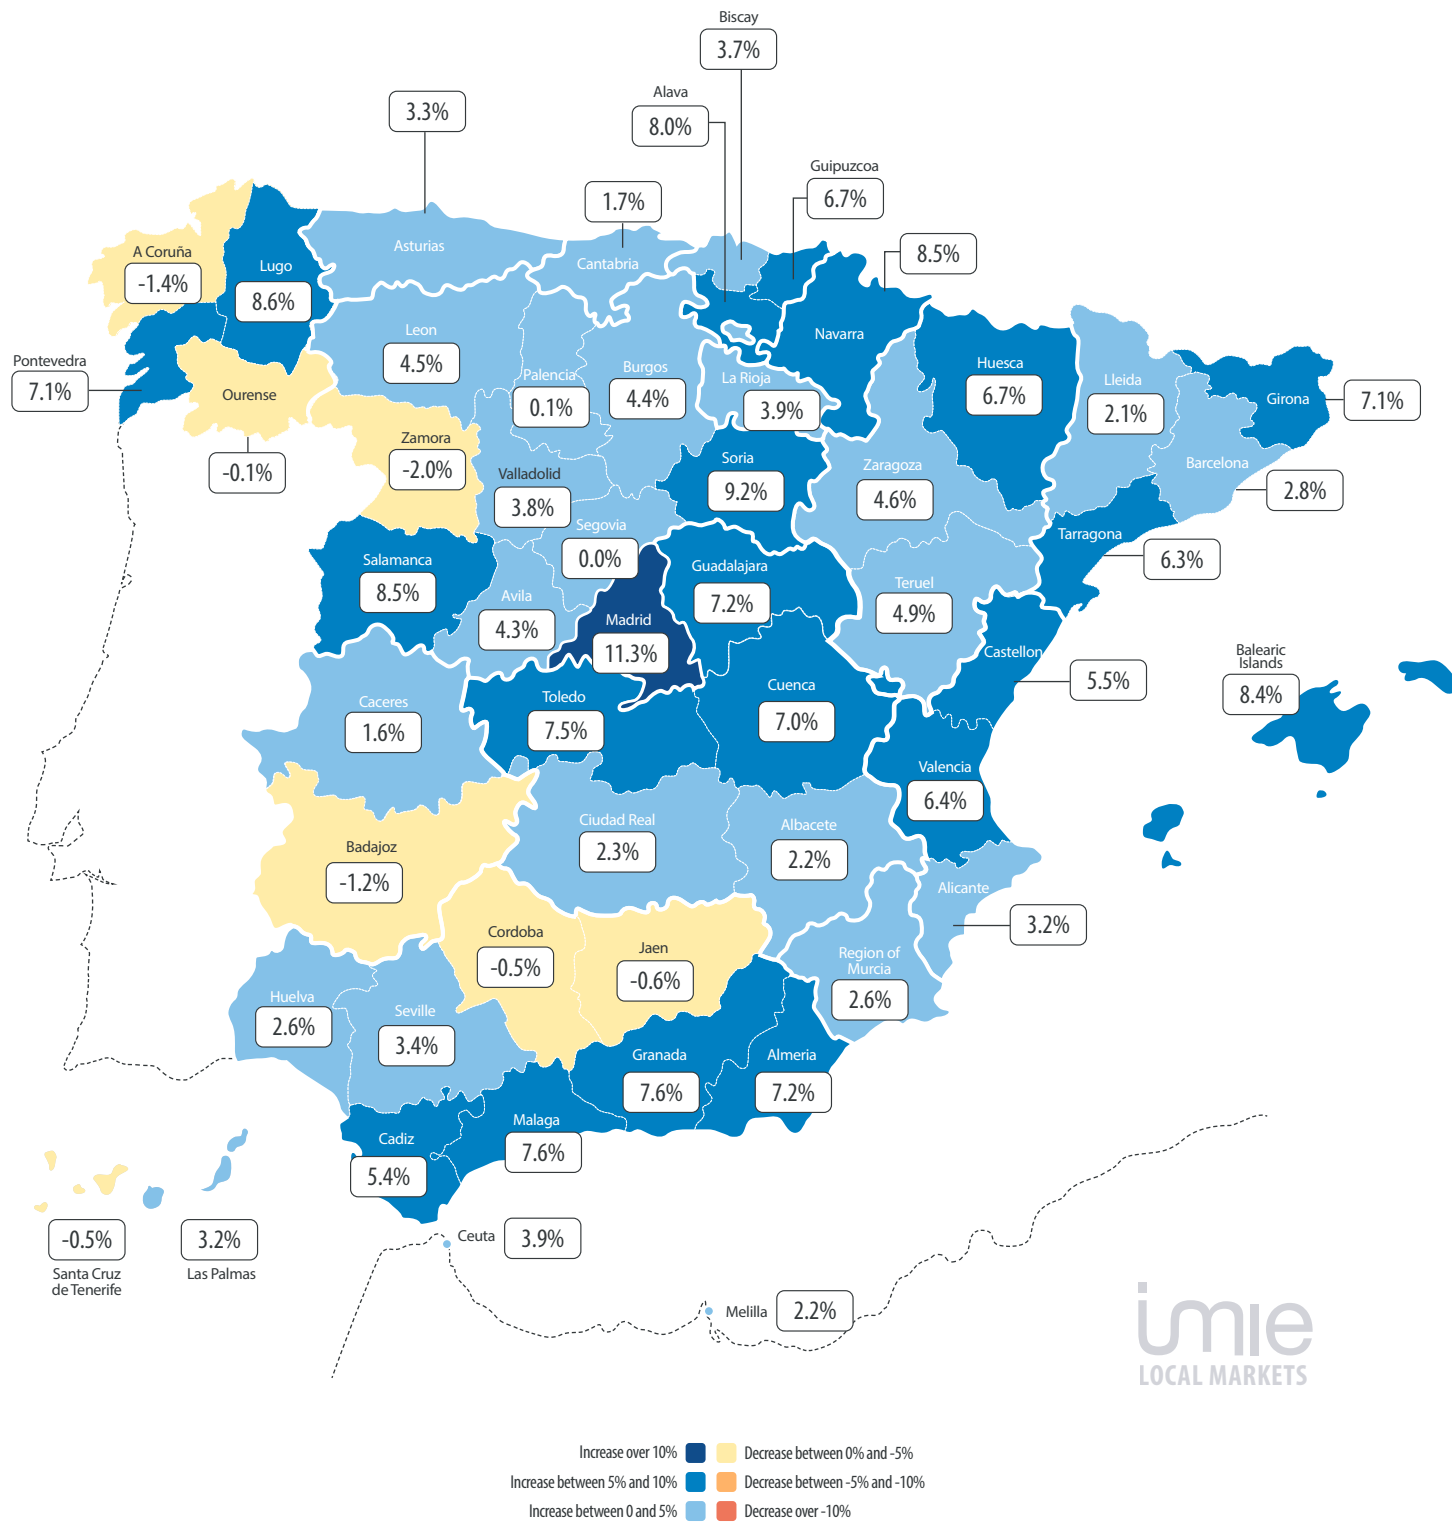 Biscay
3.7%
Alava
8.0%
3.3%
Guipuzcoa
6.7%
1.7%
8.5%
A Coruña
-1.4%
Lugo
8.6%
Asturias
Cantabria
Navarra
Leon
4.5%
Pontevedra
7.1%
Ourense
-0.1%
Palencia
0.1%
Burgos
4.4%
La Rioja
3.9%
Huesca
6.7%
Lleida
2.1%
Girona
7.1%
Zamora
-2.0%
Valladolid
3.8%
Soria
9.2%
Zaragoza
4.6%
Barcelona
2.8%
Segovia
0.0%
Tarragona
6.3%
Salamanca
8.5%
Avila
4.3%
Madrid
11.3%
Guadalajara
7.2%
Teruel
4.9%
Castellon
5.5%
Balearic
Islands
8.4%
Caceres
1.6%
Toledo
7.5%
Cuenca
7.0%
Valencia
6.4%
Badajoz
-1.2%
Ciudad Real
2.3%
Albacete
2.2%
Alicante
3.2%
Cordoba
-0.5%
Jaen
-0.6%
Region of
Murcia
2.6%
Huelva
2.6%
Seville
3.4%
Granada
7.6%
Almeria
7.2%
Cadiz
5.4%
Malaga
7.6%
-0.5%
Santa Cruz
de Tenerife
3.2%
Las Palmas
Ceuta
3.9%
Melilla
2.2%
imie
LOCAL MARKETS
Increase over 10%
Decrease between 0% and -5%
Increase between 5% and 10%
Decrease between -5% and -10%
Increase between 0 and 5%
Decrease over -10%